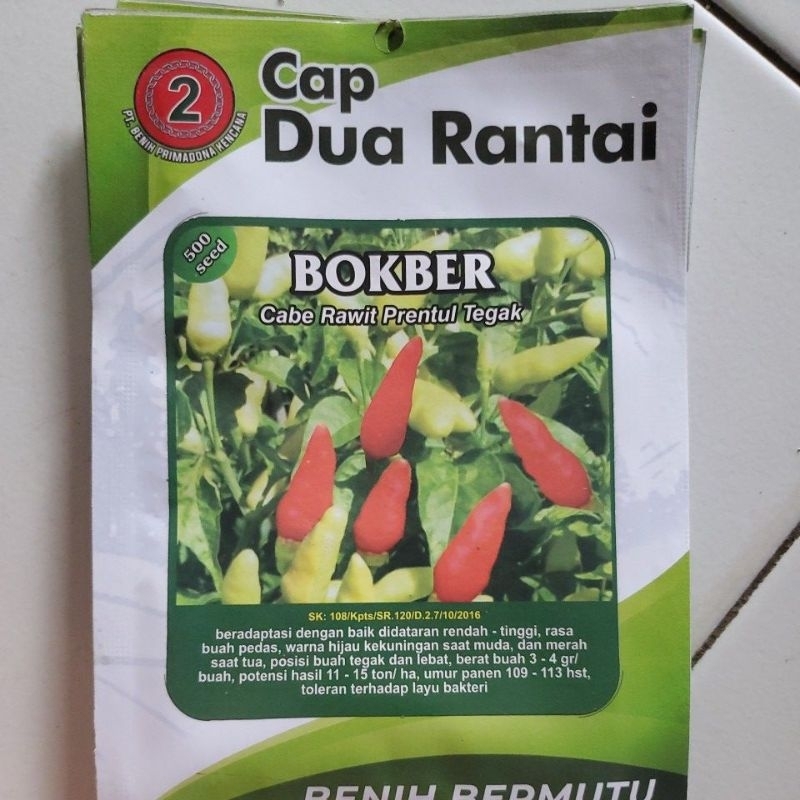 2
PT. BENIH PRIMADONA KENCANA
Cap
Dua Rantai
500
seed
BOKBER
Cabe Rawit Prentul Tegak
SK: 108/Kpts/SR.120/D.2.7/10/2016
beradaptasi dengan baik didataran rendah - tinggi, rasa
buah pedas, warna hijau kekuningan saat muda, dan merah
saat tua, posisi buah tegak dan lebat, berat buah 3 - 4 gr/
buah, potensi hasil 11 - 15 ton/ ha, umur panen 109 - 113 hst,
toleran terhadap layu bakteri
BENIH BERMUTU